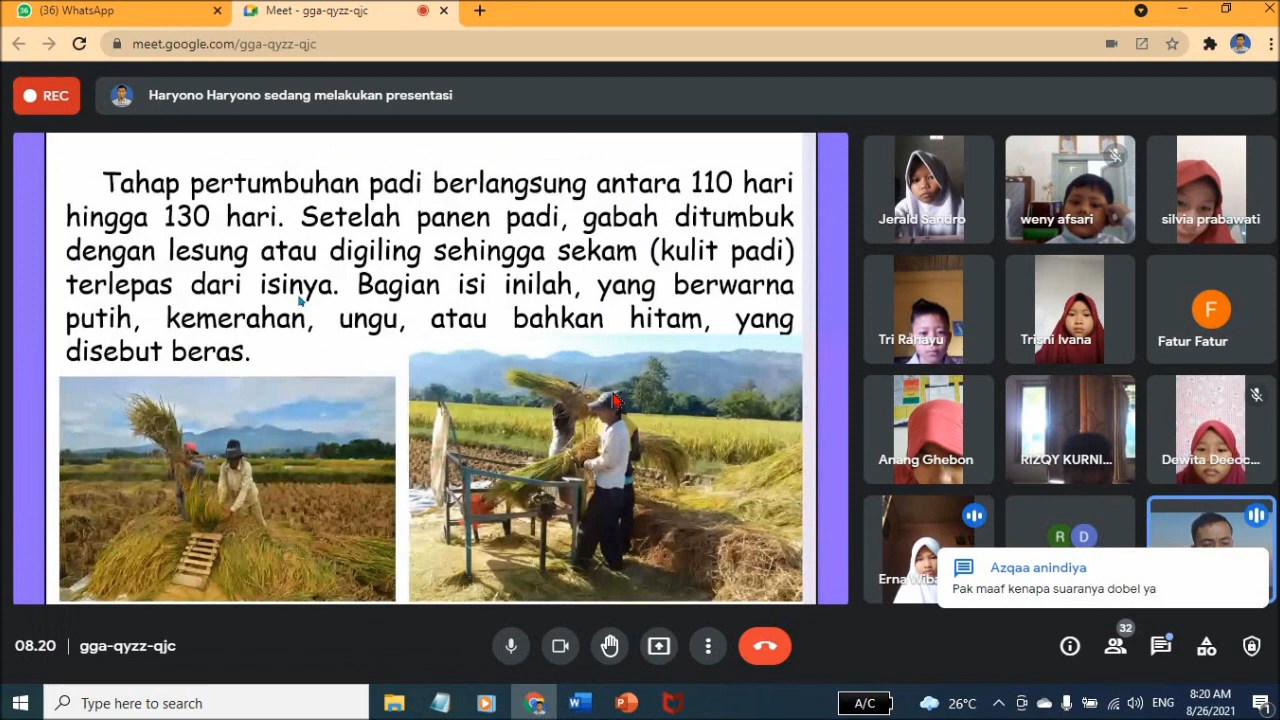 (36) WhatsApp
Meet - gga-qyzz-qjc
meet.google.com/gga-qyzz-qjc
REC
Haryono Haryono sedang melakukan presentasi
Tahap pertumbuhan padi berlangsung antara 110 hari
hingga 130 hari. Setelah panen padi, gabah ditumbuk
dengan lesung atau digiling sehingga sekam (kulit padi)
terlepas dari isinya. Bagian isi inilah, yang berwarna
putih, kemerahan, ungu, atau bahkan hitam, yang
disebut beras.
Jerald Sandro
weny afsari
silvia prabawati
Tri Rahayu
Trisni Ivana
F
Fatur Fatur
Anang Ghebon
RIZQY KURNI...
Dewita Deeoc...
Erna Wiba
R D
Azqaa anindiya
Pak maaf kenapa suaranya dobel ya
08.20 | gga-qyzz-qjc
32
Type here to search
A/C
26°C
ENG
8:20 AM
8/26/2021
1